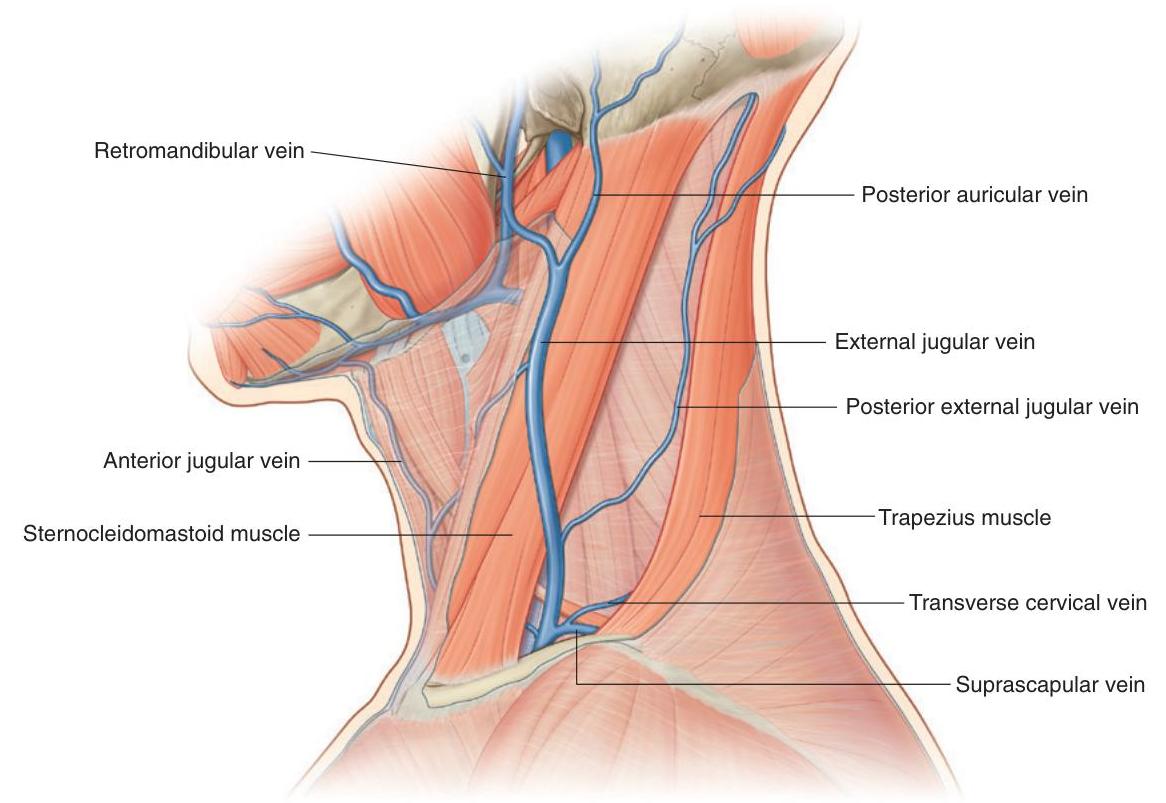 Retromandibular vein
Posterior auricular vein
External jugular vein
Posterior external jugular vein
Anterior jugular vein
Trapezius muscle
Sternocleidomastoid muscle
Transverse cervical vein
Suprascapular vein